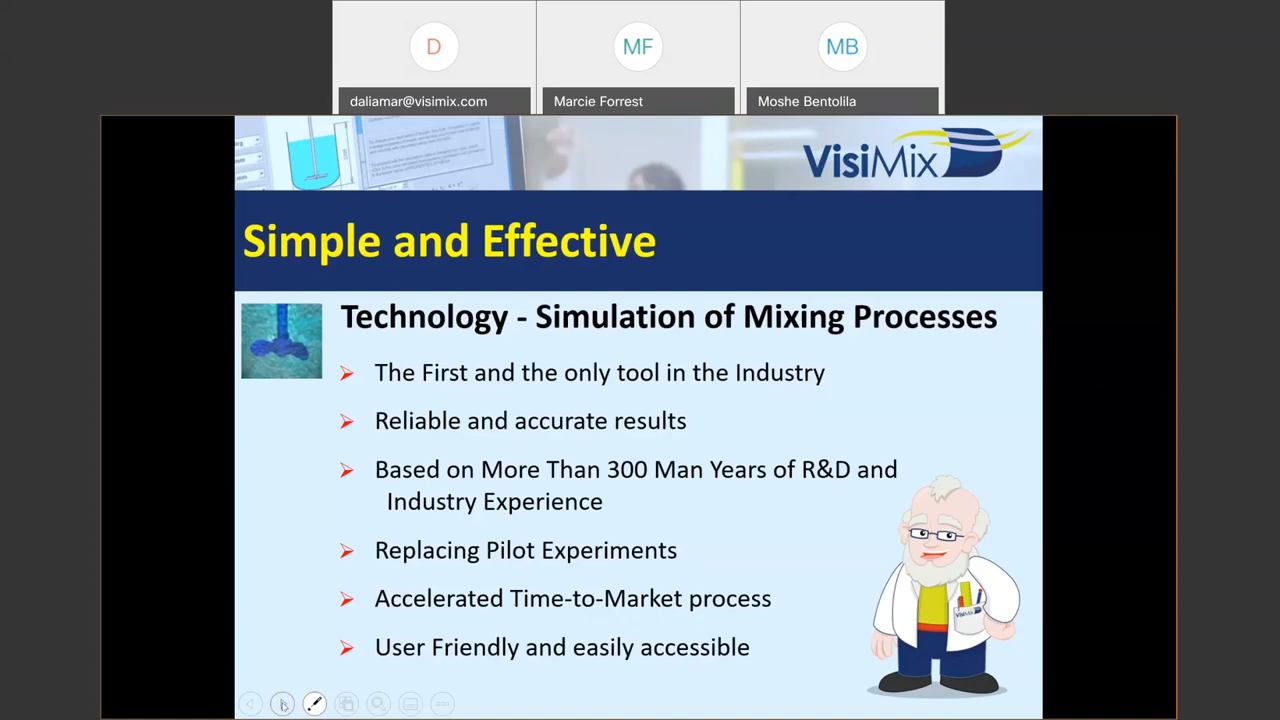 D
MF
MB
daliamar@visimix.com
Marcie Forrest
Moshe Bentolila
VisiMix
Simple and Effective
Technology - Simulation of Mixing Processes
The First and the only tool in the Industry
Reliable and accurate results
Based on More Than 300 Man Years of R&D and
Industry Experience
Replacing Pilot Experiments
Accelerated Time-to-Market process
User Friendly and easily accessible
VisiMix